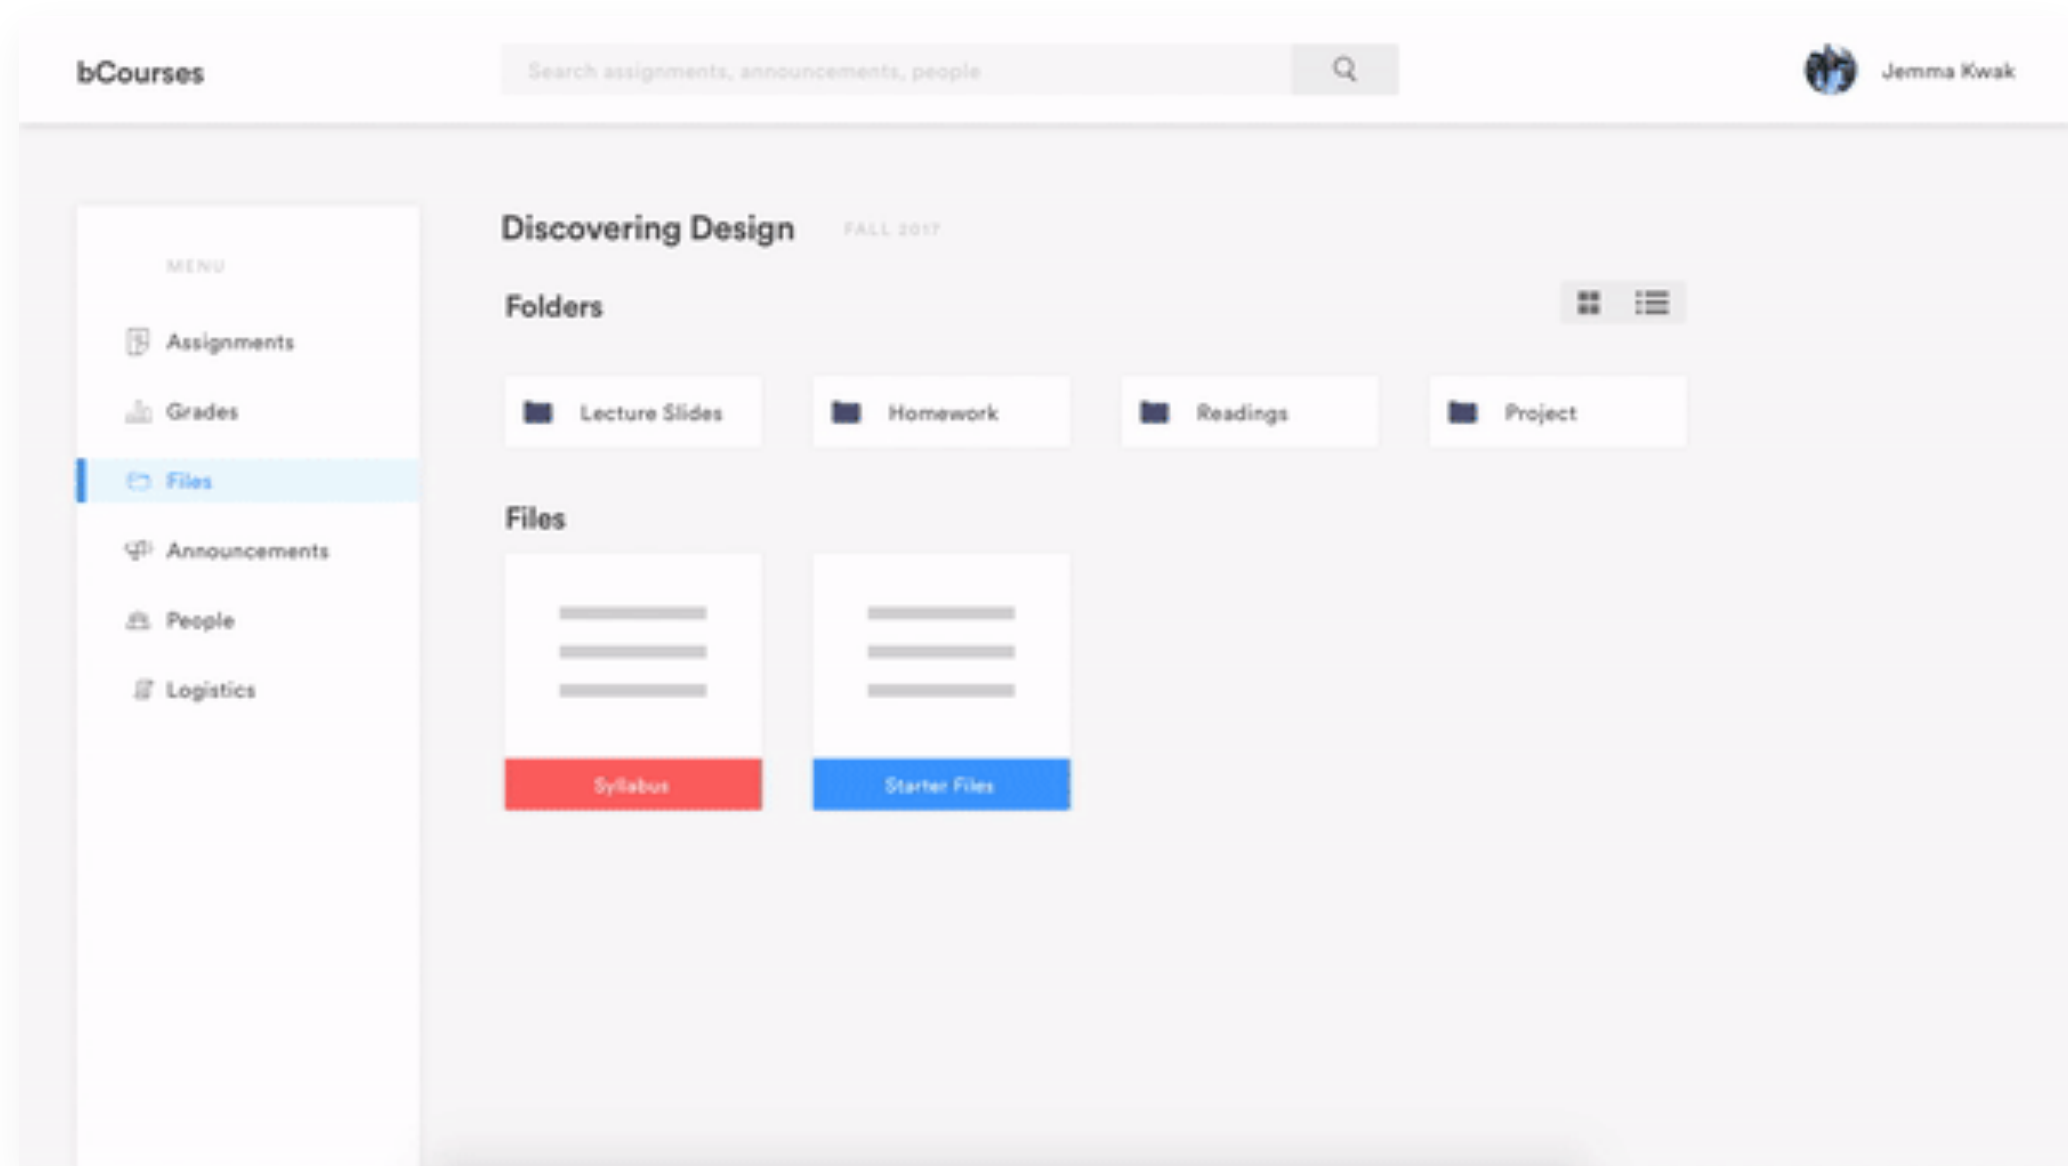 bCourses
Search assignments, announcements, people
Jemma Kwak
MENU
Assignments
Grades
Files
Announcements
People
Logistics
Discovering Design FALL 2017
Folders
Lecture Slides
Homework
Readings
Project
Files
Syllabus
Starter Files